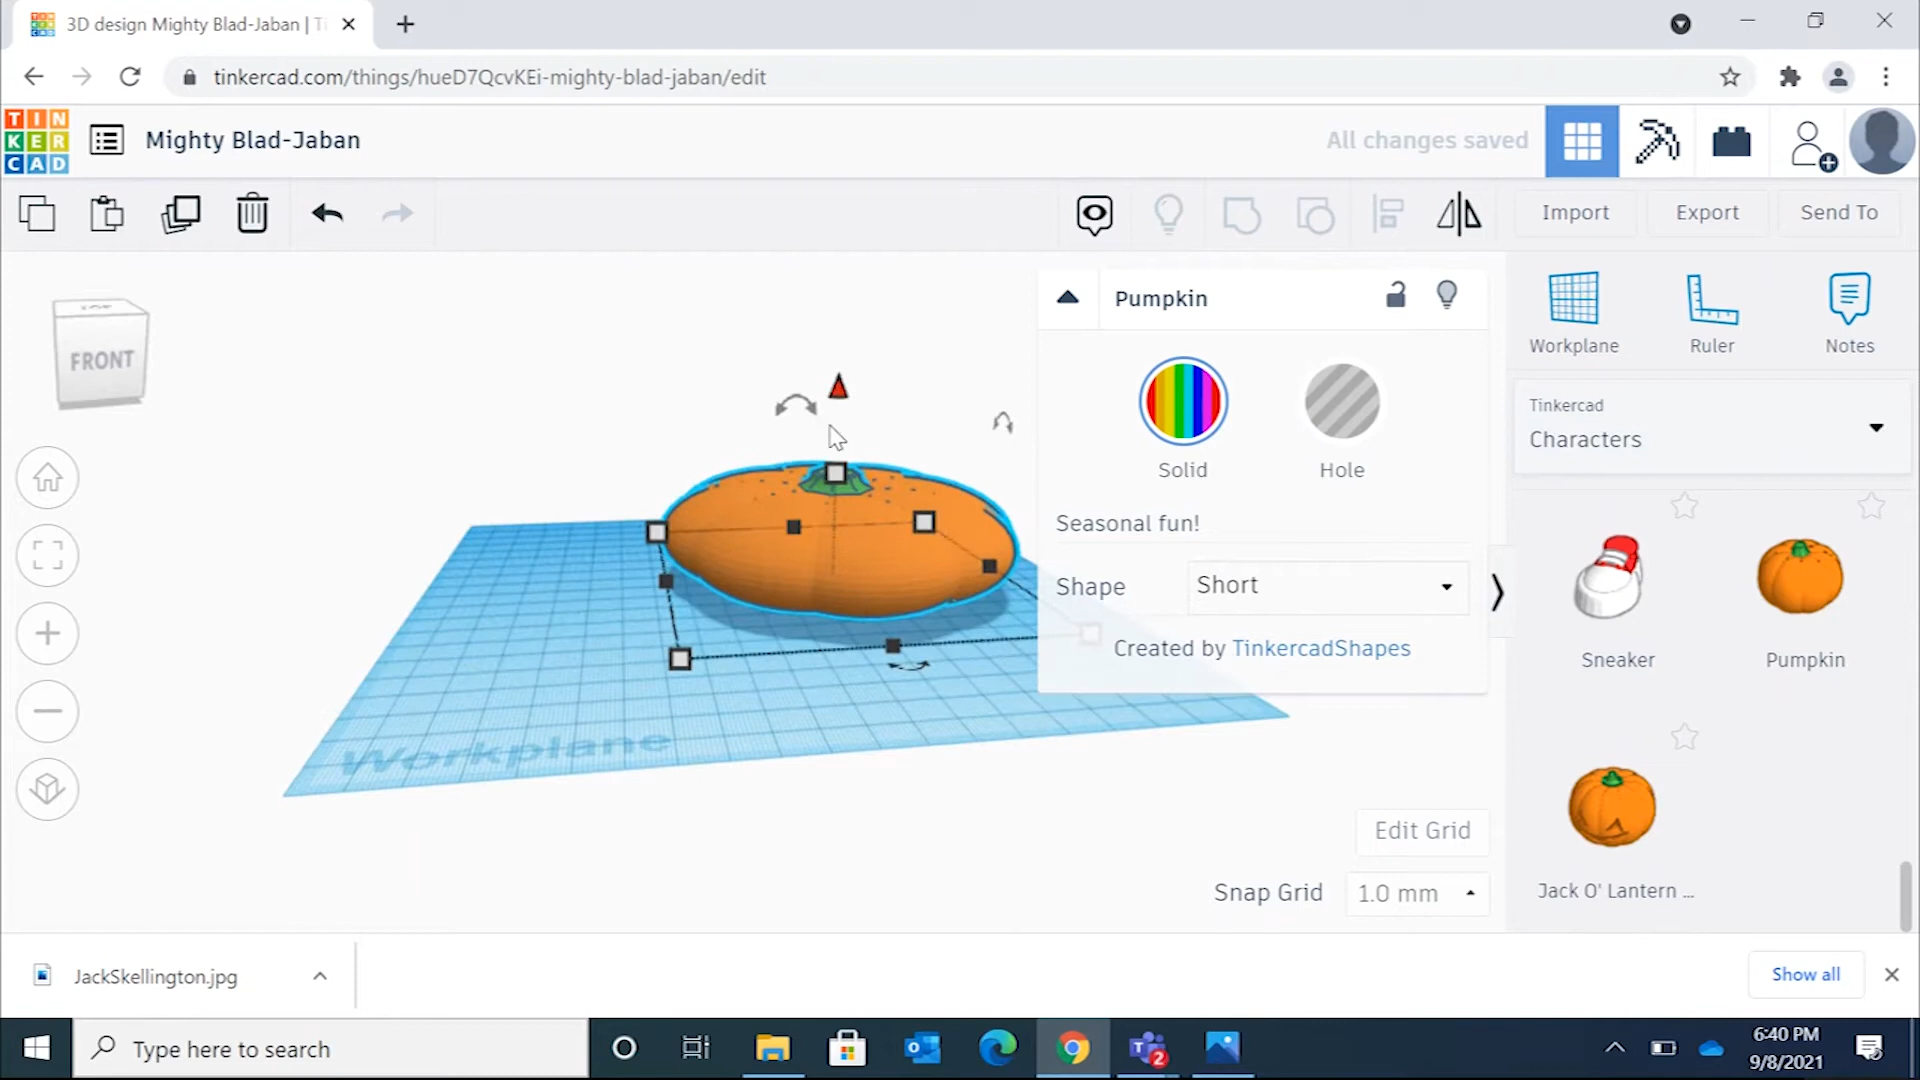 3D design Mighty Blad-Jaban | Ti
tinkercad.com/things/hueD7QcvKEi-mighty-blad-jaban/edit
TIN
KER
CAD
Mighty Blad-Jaban
All changes saved
Import
Export
Send To
TOP
FRONT
Pumpkin
Solid
Hole
Seasonal fun!
Shape
Short
Created by TinkercadShapes
Workplane
Ruler
Notes
Tinkercad
Characters
Sneaker
Pumpkin
Jack O' Lantern ...
Workplane
Edit Grid
Snap Grid
1.0 mm
JackSkellington.jpg
Show all
Type here to search
2
6:40 PM
9/8/2021